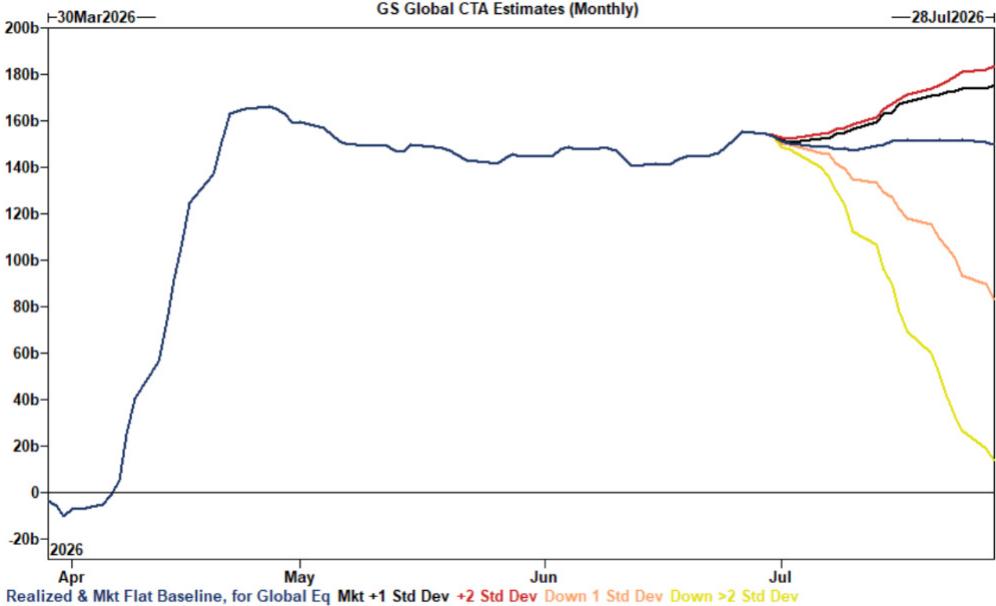 GS Global CTA Estimates (Monthly)
30Mar2026
28Jul2026
200b
180b
160b
140b
120b
100b
80b
60b
40b
20b
0
-20b
2026
Apr May Jun Jul
Realized & Mkt Flat Baseline, for Global Eq Mkt +1 Std Dev +2 Std Dev Down 1 Std Dev Down >2 Std Dev